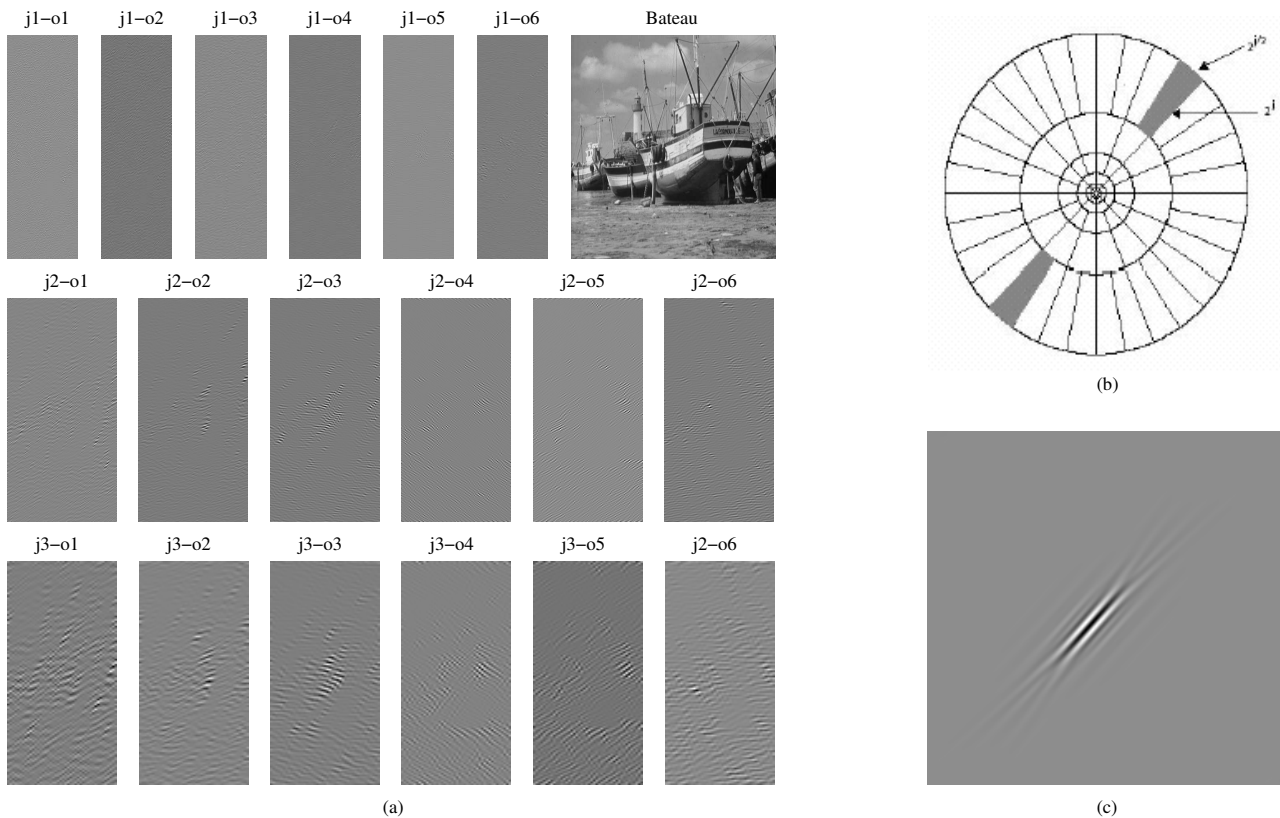 j1−o1 j1−o2 j1−o3 j1−o4 j1−o5 j1−o6 Bateau
j2−o1 j2−o2 j2−o3 j2−o4 j2−o5 j2−o6
j3−o1 j3−o2 j3−o3 j3−o4 j3−o5 j2−o6
(a)
2^{j/2}
2^{j}
(b)
(c)